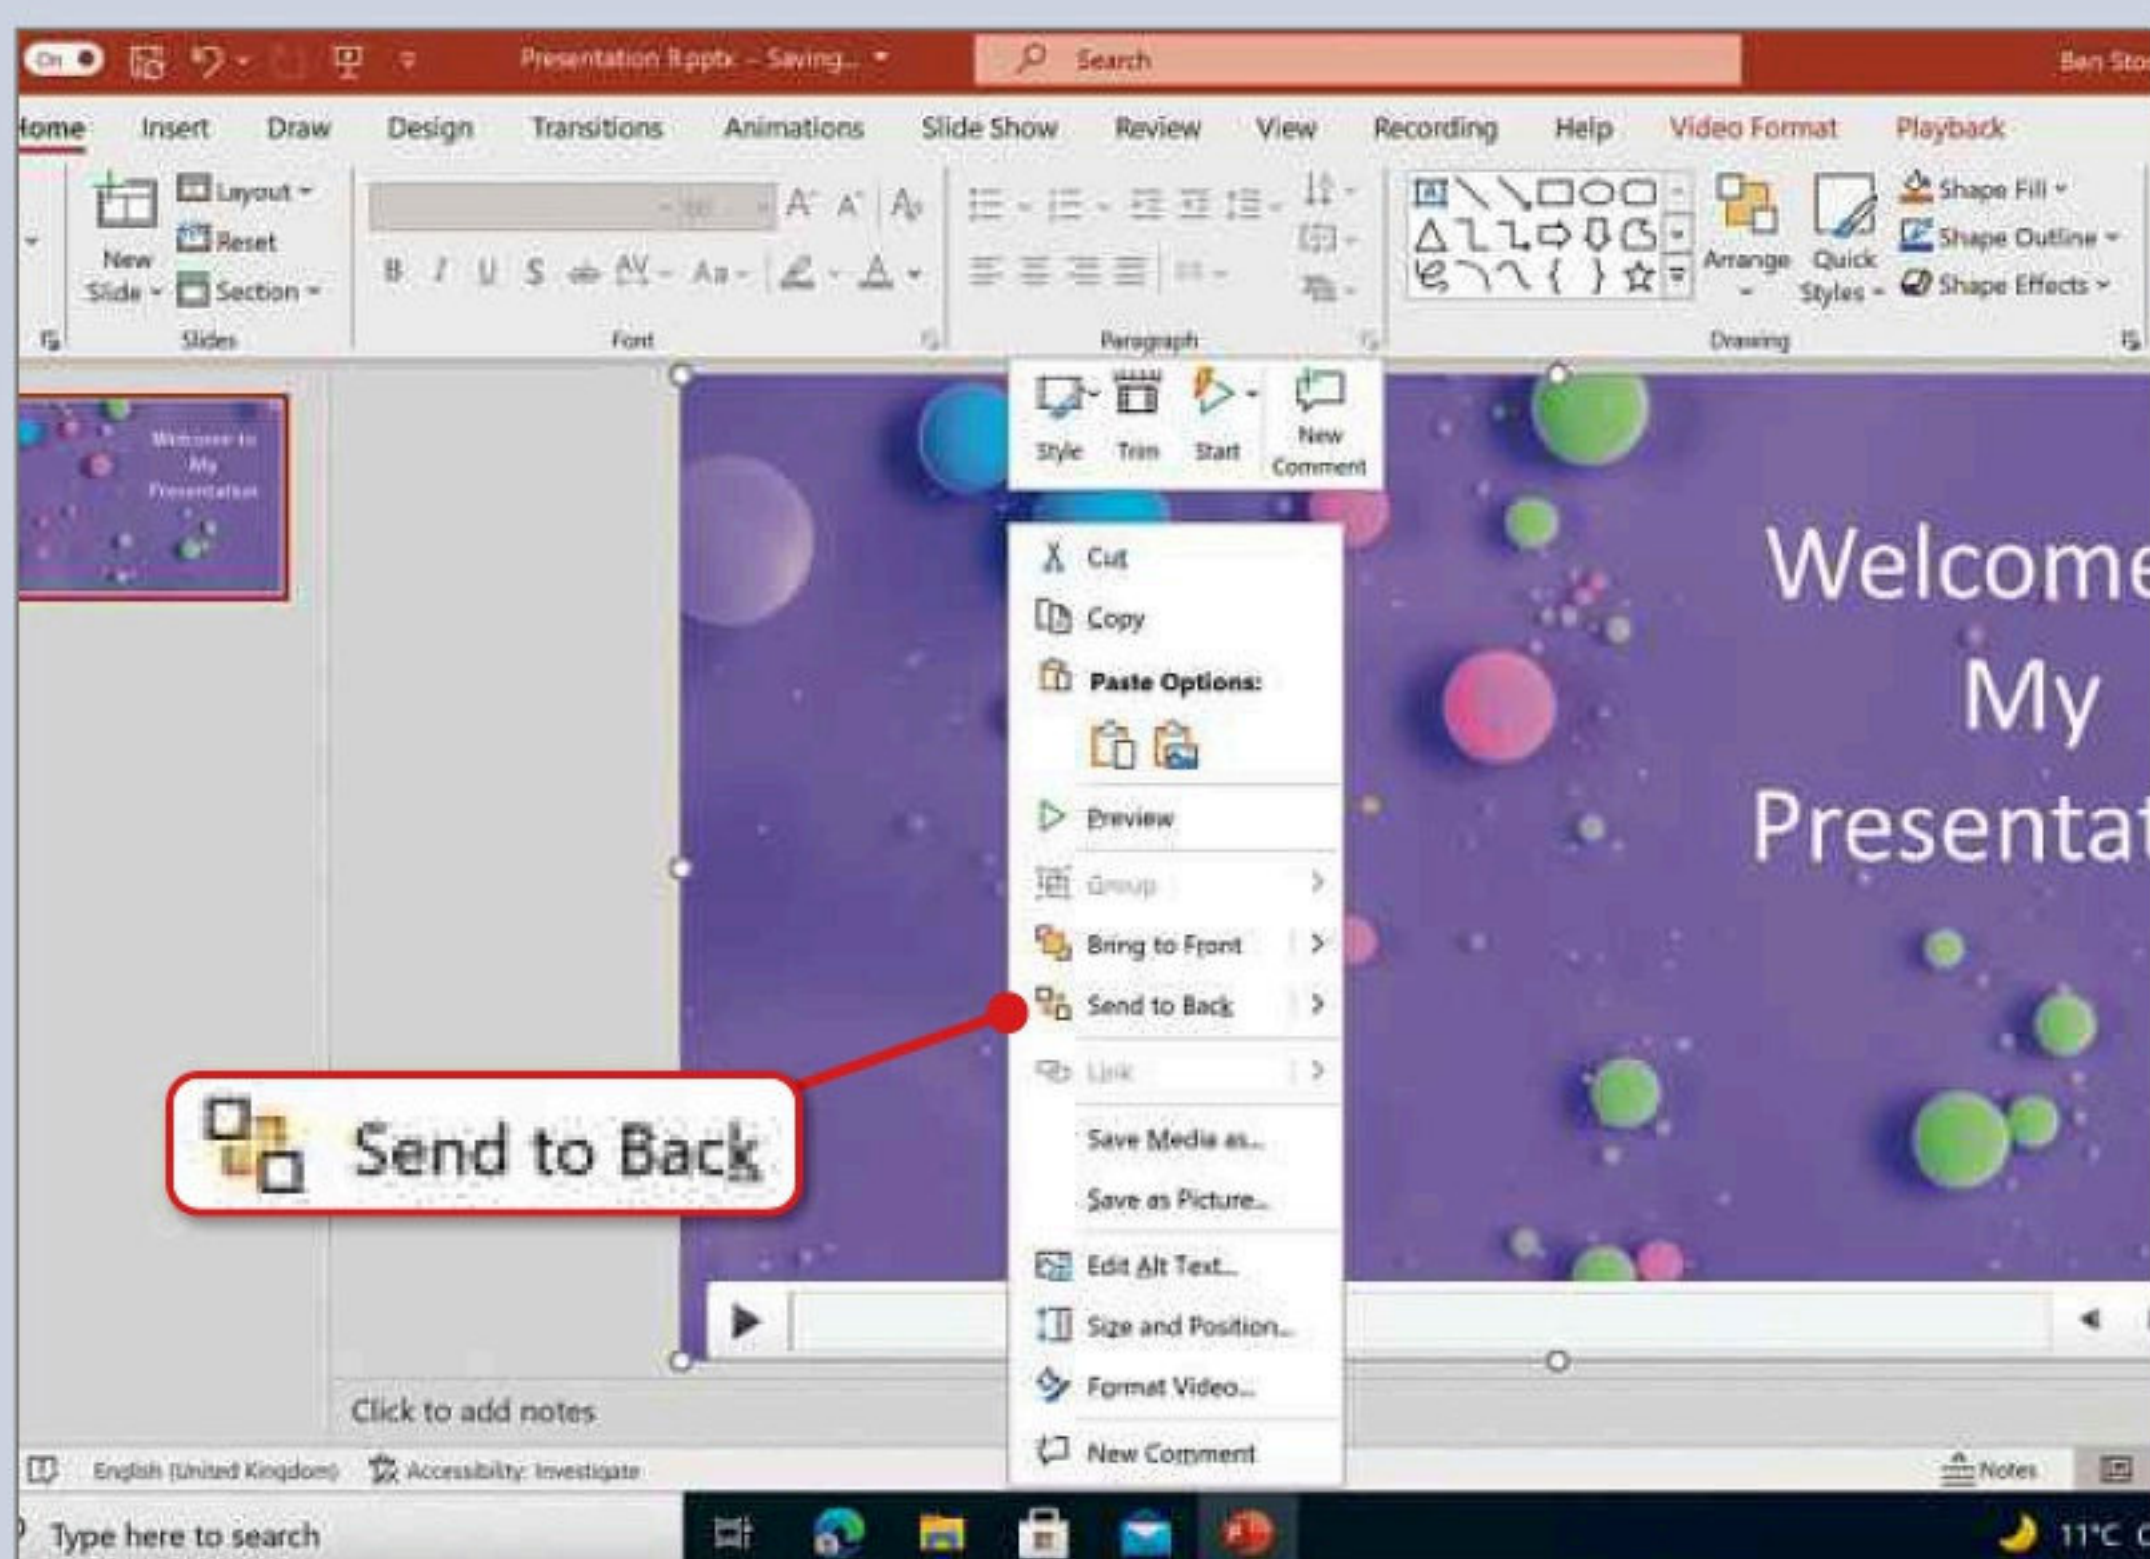 On
Presentation B.pptx – Saving...
Search
Ben Sto
Home Insert Draw Design Transitions Animations Slide Show Review View Recording Help Video Format Playback
New
Slide
Layout
Reset
Section
Slides
B I U S ab AV Aa A
Font
Paragraph
Arrange
Quick
Styles
Shape Fill
Shape Outline
Shape Effects
Drawing
Welcome to
My
Presentation
Style Trim Start New
Comment
Cut
Copy
Paste Options:
Preview
Group
Bring to Front
Send to Back
Link
Save Media as...
Save as Picture...
Edit Alt Text...
Size and Position...
Format Video...
New Comment
Send to Back
Welcome
My
Presentat
Click to add notes
English (United Kingdom) Accessibility: Investigate
Notes
Type here to search
11°C